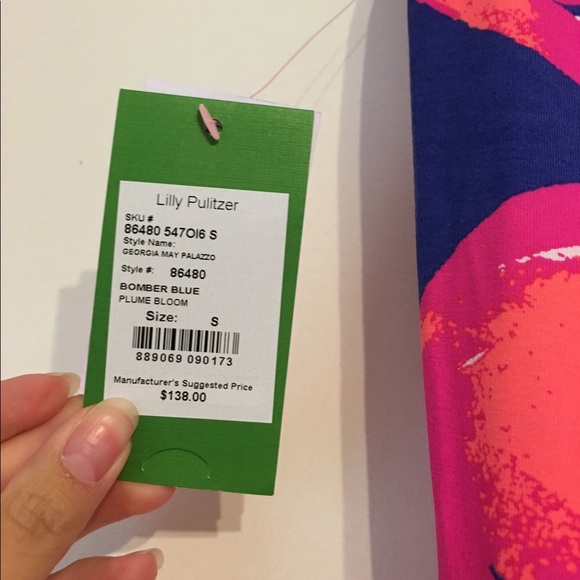 Lilly Pulitzer
SKU #
86480 547OI6 S
Style Name:
GEORGIA MAY PALAZZO
Style #: 86480
BOMBER BLUE
PLUME BLOOM
Size: S
889069 090173
Manufacturer's Suggested Price
$138.00